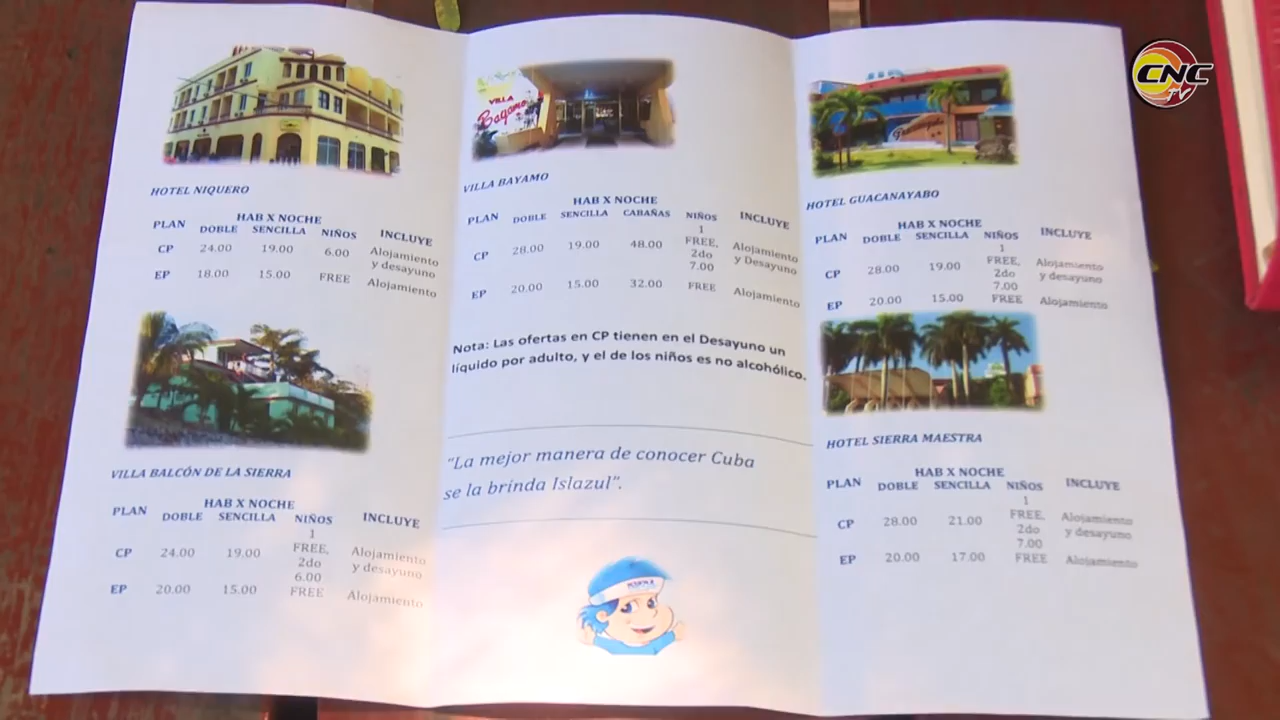 CNC TV
VILLA
Bayamo
HOTEL NIQUERO
HAB X NOCHE
PLAN DOBLE SENCILLA NIÑOS INCLUYE
CP 24.00 19.00 6.00 Alojamiento
y desayuno
EP 18.00 15.00 FREE Alojamiento
VILLA BALCÓN DE LA SIERRA
HAB X NOCHE
PLAN DOBLE SENCILLA NIÑOS INCLUYE
1
CP 24.00 19.00 FREE, Alojamiento
2do y desayuno
6.00
EP 20.00 15.00 FREE Alojamiento
VILLA BAYAMO
HAB X NOCHE
PLAN DOBLE SENCILLA CABAÑAS NIÑOS INCLUYE
1
CP 28.00 19.00 48.00 FREE, Alojamiento
2do y Desayuno
7.00
EP 20.00 15.00 32.00 FREE Alojamiento
Nota: Las ofertas en CP tienen en el Desayuno un
líquido por adulto, y el de los niños es no alcohólico.
"La mejor manera de conocer Cuba
se la brinda Islazul".
HOTEL GUACANAYABO
HAB X NOCHE
PLAN DOBLE SENCILLA NIÑOS INCLUYE
1
CP 28.00 19.00 FREE, Alojamiento
2do y desayuno
7.00
EP 20.00 15.00 FREE Alojamiento
HOTEL SIERRA MAESTRA
HAB X NOCHE
PLAN DOBLE SENCILLA NIÑOS INCLUYE
1
CP 28.00 21.00 FREE, Alojamiento
2do y desayuno
7.00
EP 20.00 17.00 FREE Alojamiento